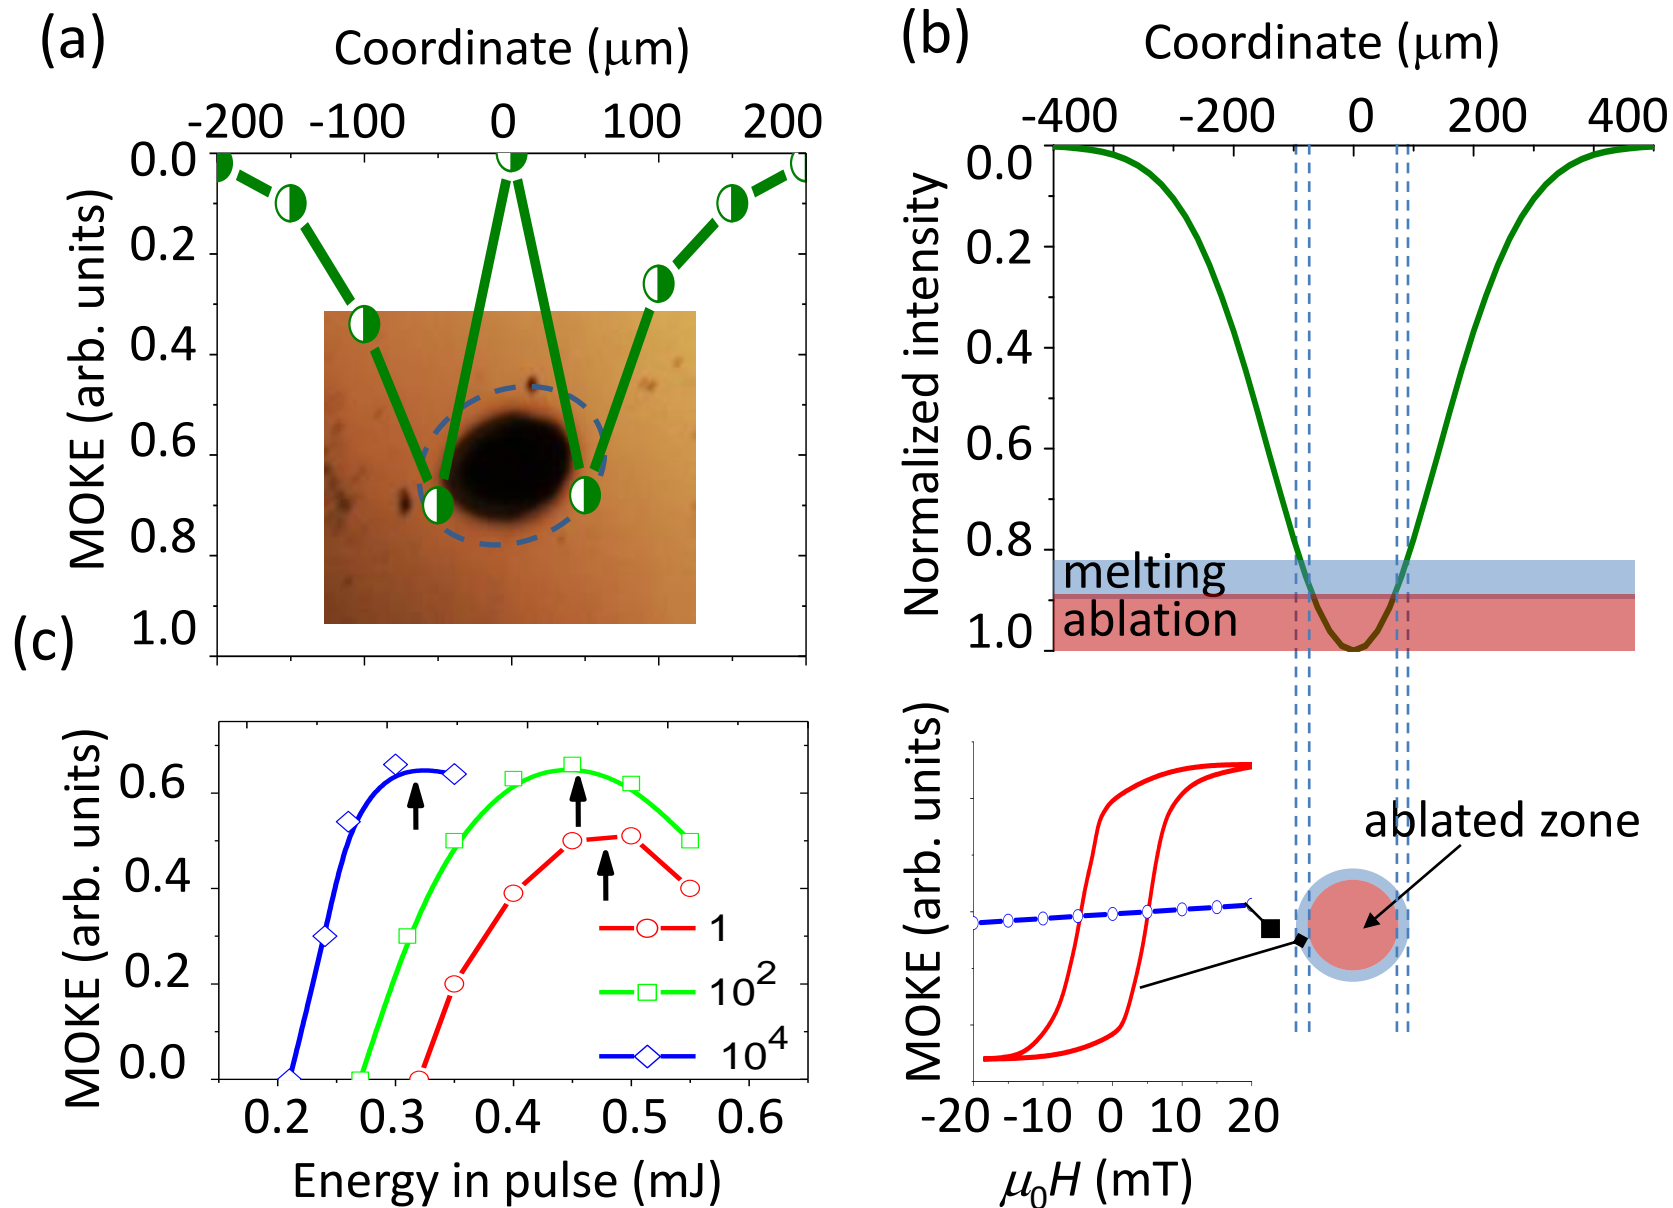 (a)
Coordinate (μm)
-200 -100 0 100 200
MOKE (arb. units)
0.0
0.2
0.4
0.6
0.8
1.0
(b)
Coordinate (μm)
-400 -200 0 200 400
Normalized intensity
0.0
0.2
0.4
0.6
0.8
1.0
melting
ablation
(c)
MOKE (arb. units)
0.6
0.4
0.2
0.0
1
10²
10⁴
0.2 0.3 0.4 0.5 0.6
Energy in pulse (mJ)
MOKE (arb. units)
ablated zone
-20 -10 0 10 20
μ₀H (mT)